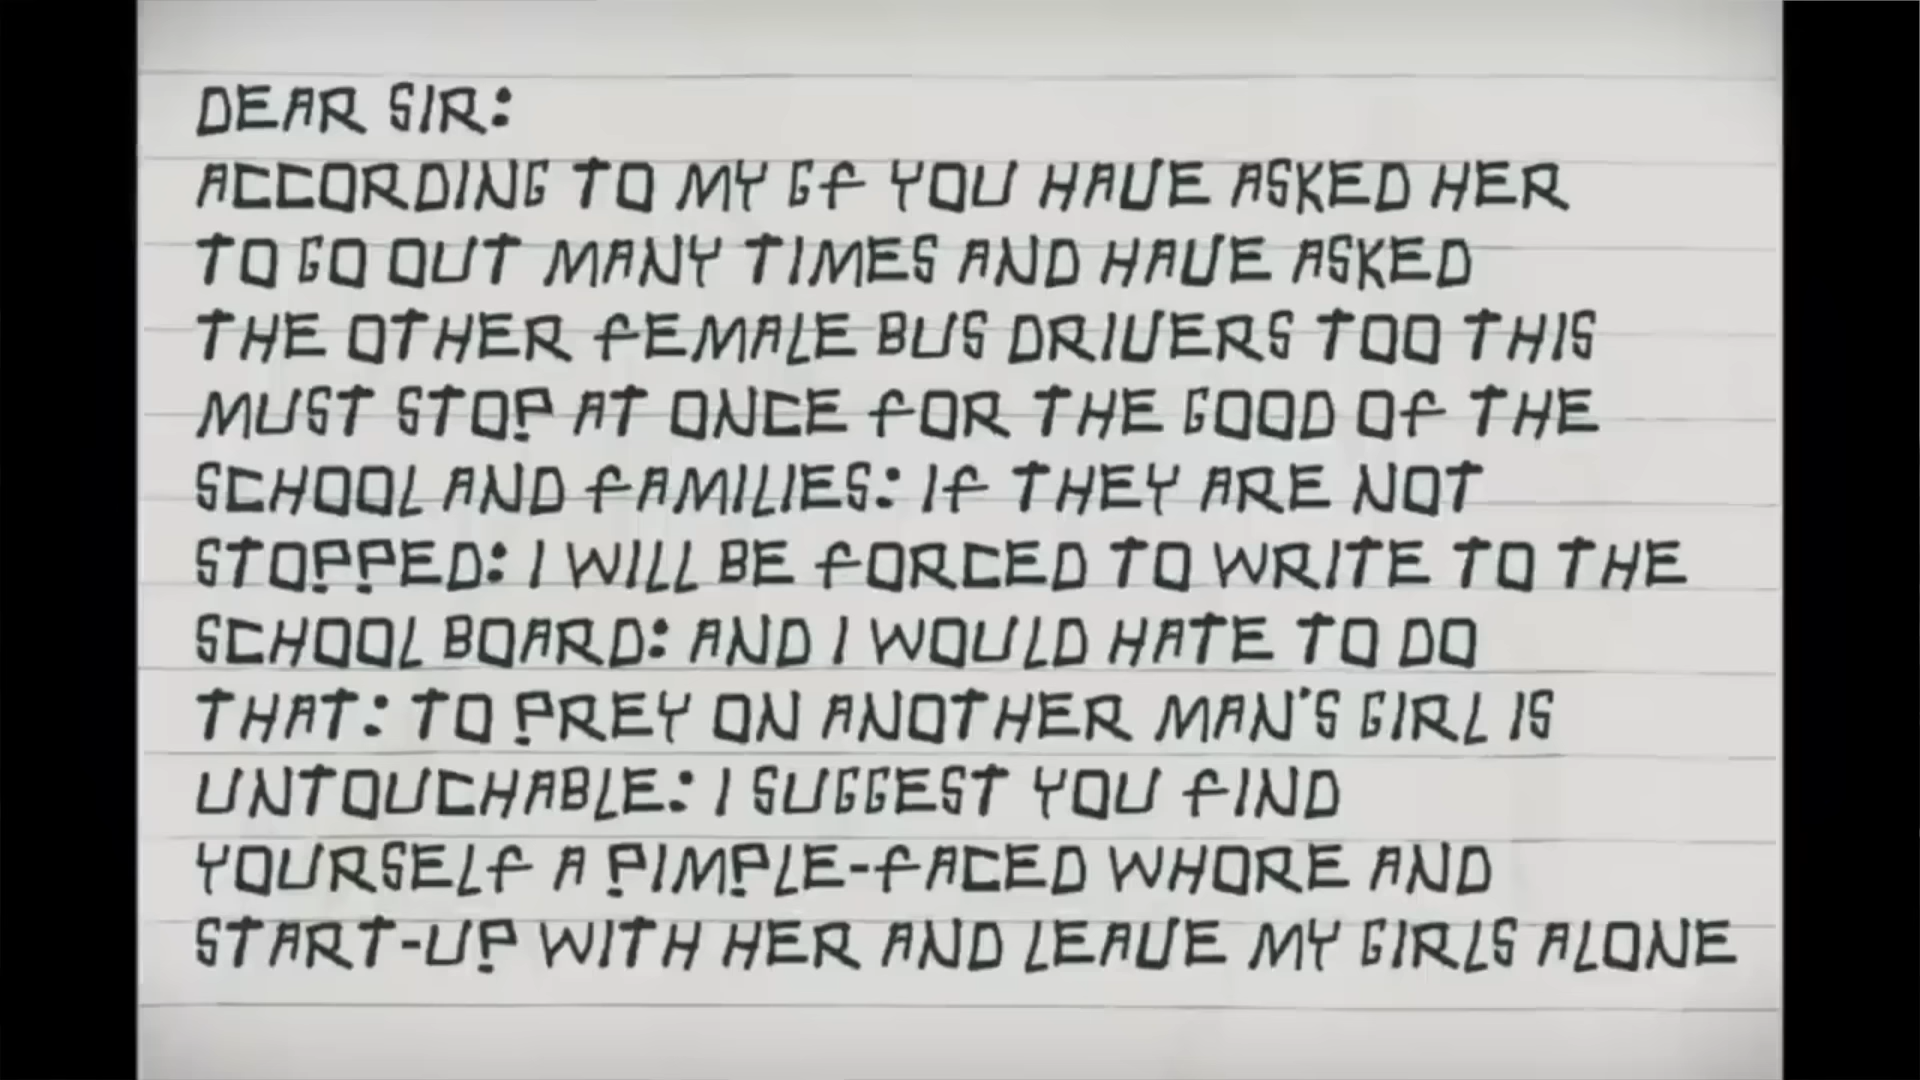 DEAR SIR:
ACCORDING TO MY GF YOU HAVE ASKED HER
TO GO OUT MANY TIMES AND HAVE ASKED
THE OTHER FEMALE BUS DRIVERS TOO THIS
MUST STOP AT ONCE FOR THE GOOD OF THE
SCHOOL AND FAMILIES: IF THEY ARE NOT
STOPPED: I WILL BE FORCED TO WRITE TO THE
SCHOOL BOARD: AND I WOULD HATE TO DO
THAT: TO PREY ON ANOTHER MAN'S GIRL IS
UNTOUCHABLE: I SUGGEST YOU FIND
YOURSELF A PIMPLE-FACED WHORE AND
START-UP WITH HER AND LEAVE MY GIRLS ALONE